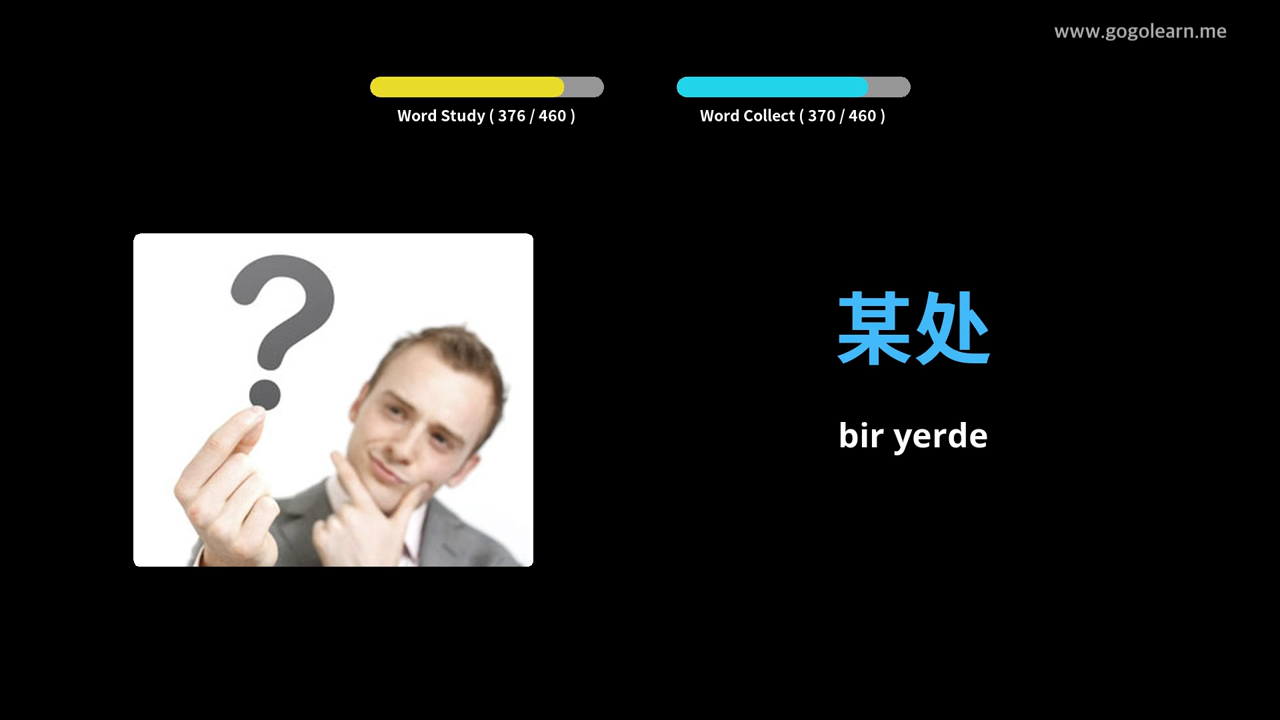 www.gogolearn.me
Word Study ( 376 / 460 )
Word Collect ( 370 / 460 )
?
某处
bir yerde